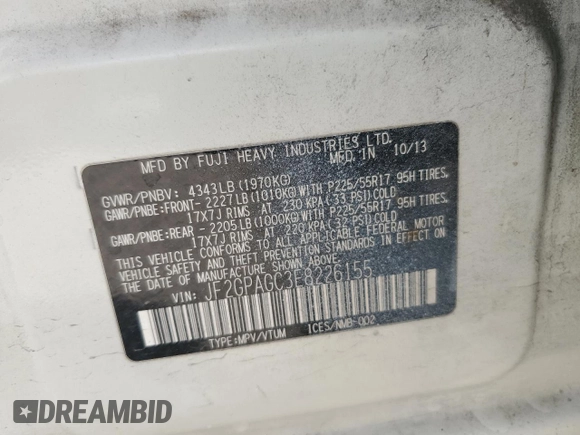 MFD BY FUJI HEAVY INDUSTRIES LTD.
MFD.IN 10/13
GVWR/PNBV: 4343LB(1970KG)
GAWR/PNBE:FRONT-2227LB(1010KG)WITH P225/55R17 95H TIRES.
17X7J RIMS AT 230 KPA(33 PSI)COLD
GAWR/PNBE:REAR -2205LB(1000KG)WITH P225/55R17 95H TIRES.
17X7J RIMS AT 220 KPA(32 PSI)COLD
THIS VEHICLE CONFORMS TO ALL APPLICABLE FEDERAL MOTOR
VEHICLE SAFETY AND THEFT PREVENTION STANDARDS IN EFFECT ON
THE DATE OF MANUFACTURE SHOWN ABOVE.
VIN: JF2GPAGC3E8226155
TYPE:MPV/VTUM ICES/NMB-002
DREAMBID